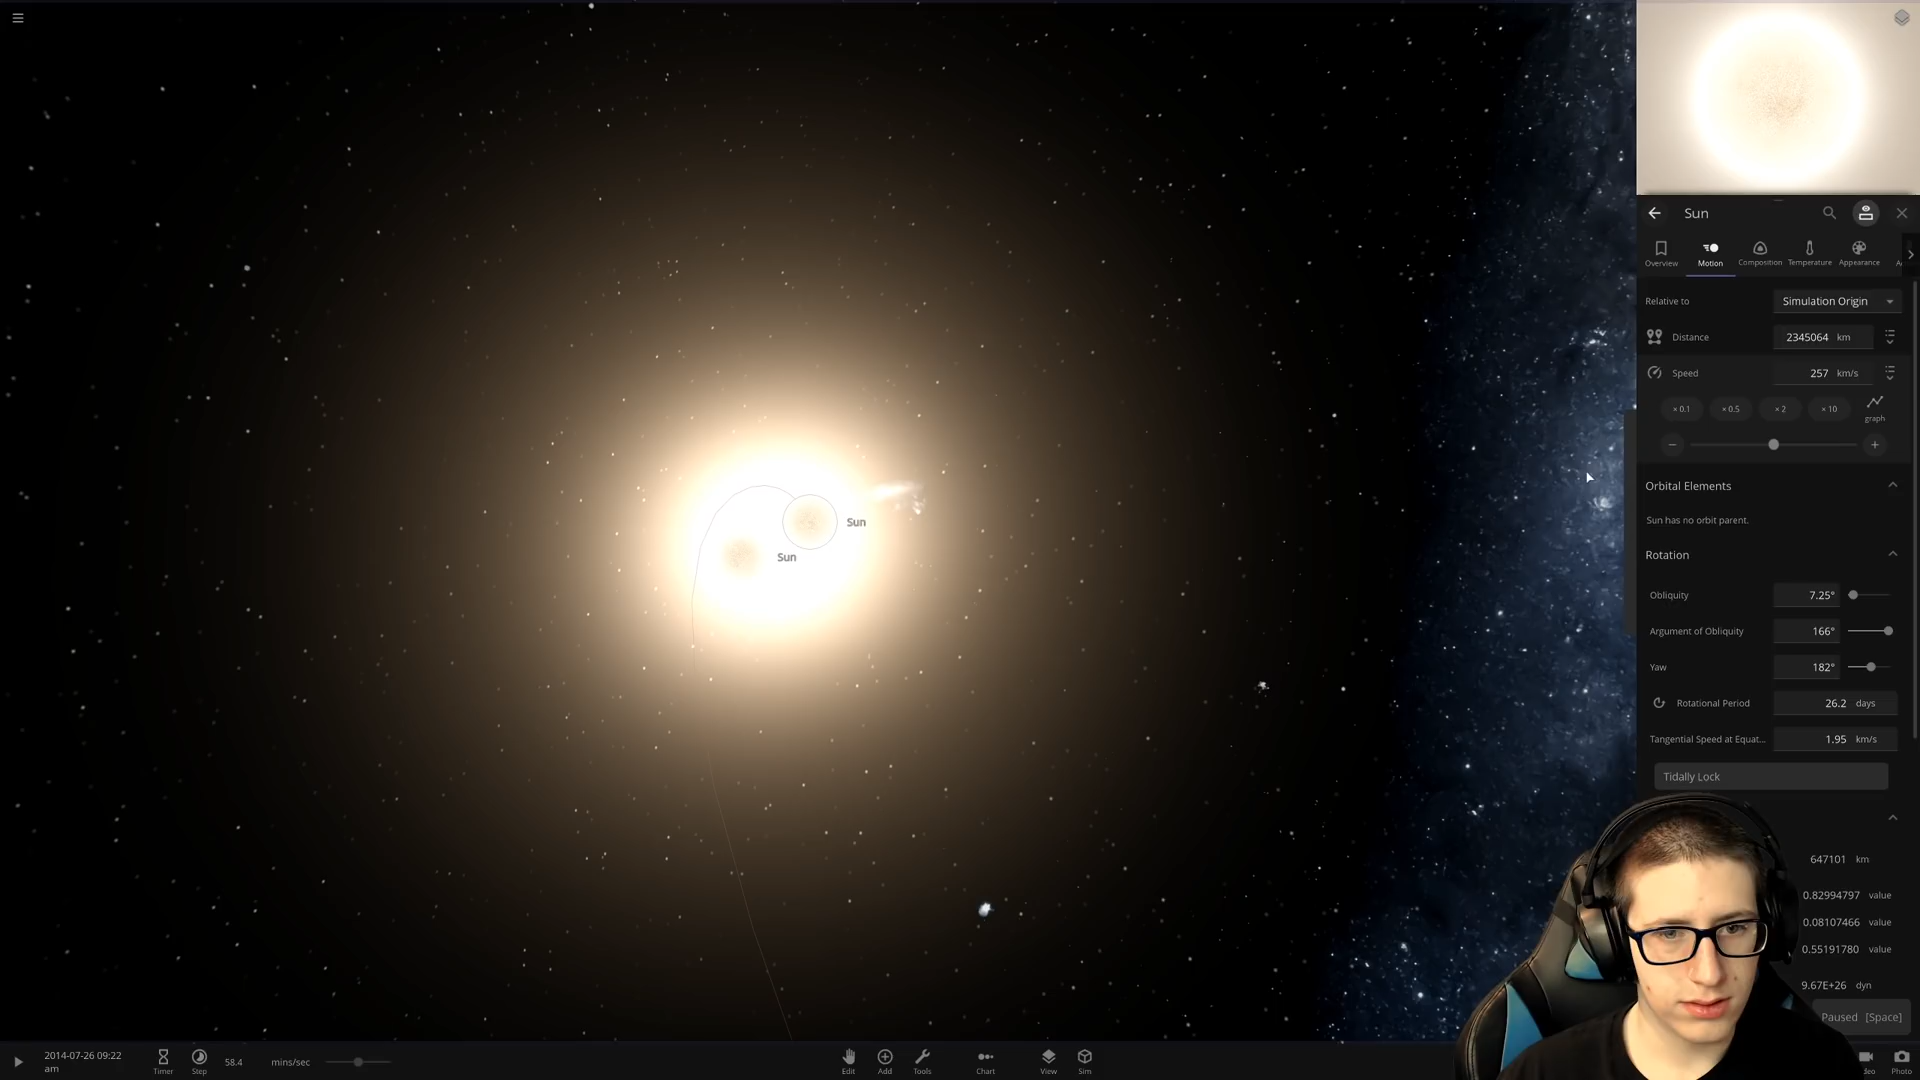 Sun
Overview
Motion
Composition
Temperature
Appearance
Relative to
Simulation Origin
Distance
2345064 km
Speed
257 km/s
× 0.1
× 0.5
× 2
× 10
graph
Orbital Elements
Sun has no orbit parent.
Sun
Sun
Rotation
Obliquity
7.25°
Argument of Obliquity
166°
Yaw
182°
Rotational Period
26.2 days
Tangential Speed at Equat...
1.95 km/s
Tidally Lock
647101 km
0.82994797 value
0.08107466 value
0.55191780 value
9.67E+26 dyn
Paused [Space]
2014-07-26 09:22
am
Timer
Step
58.4 mins/sec
Edit
Add
Tools
Chart
View
Sim
Photo